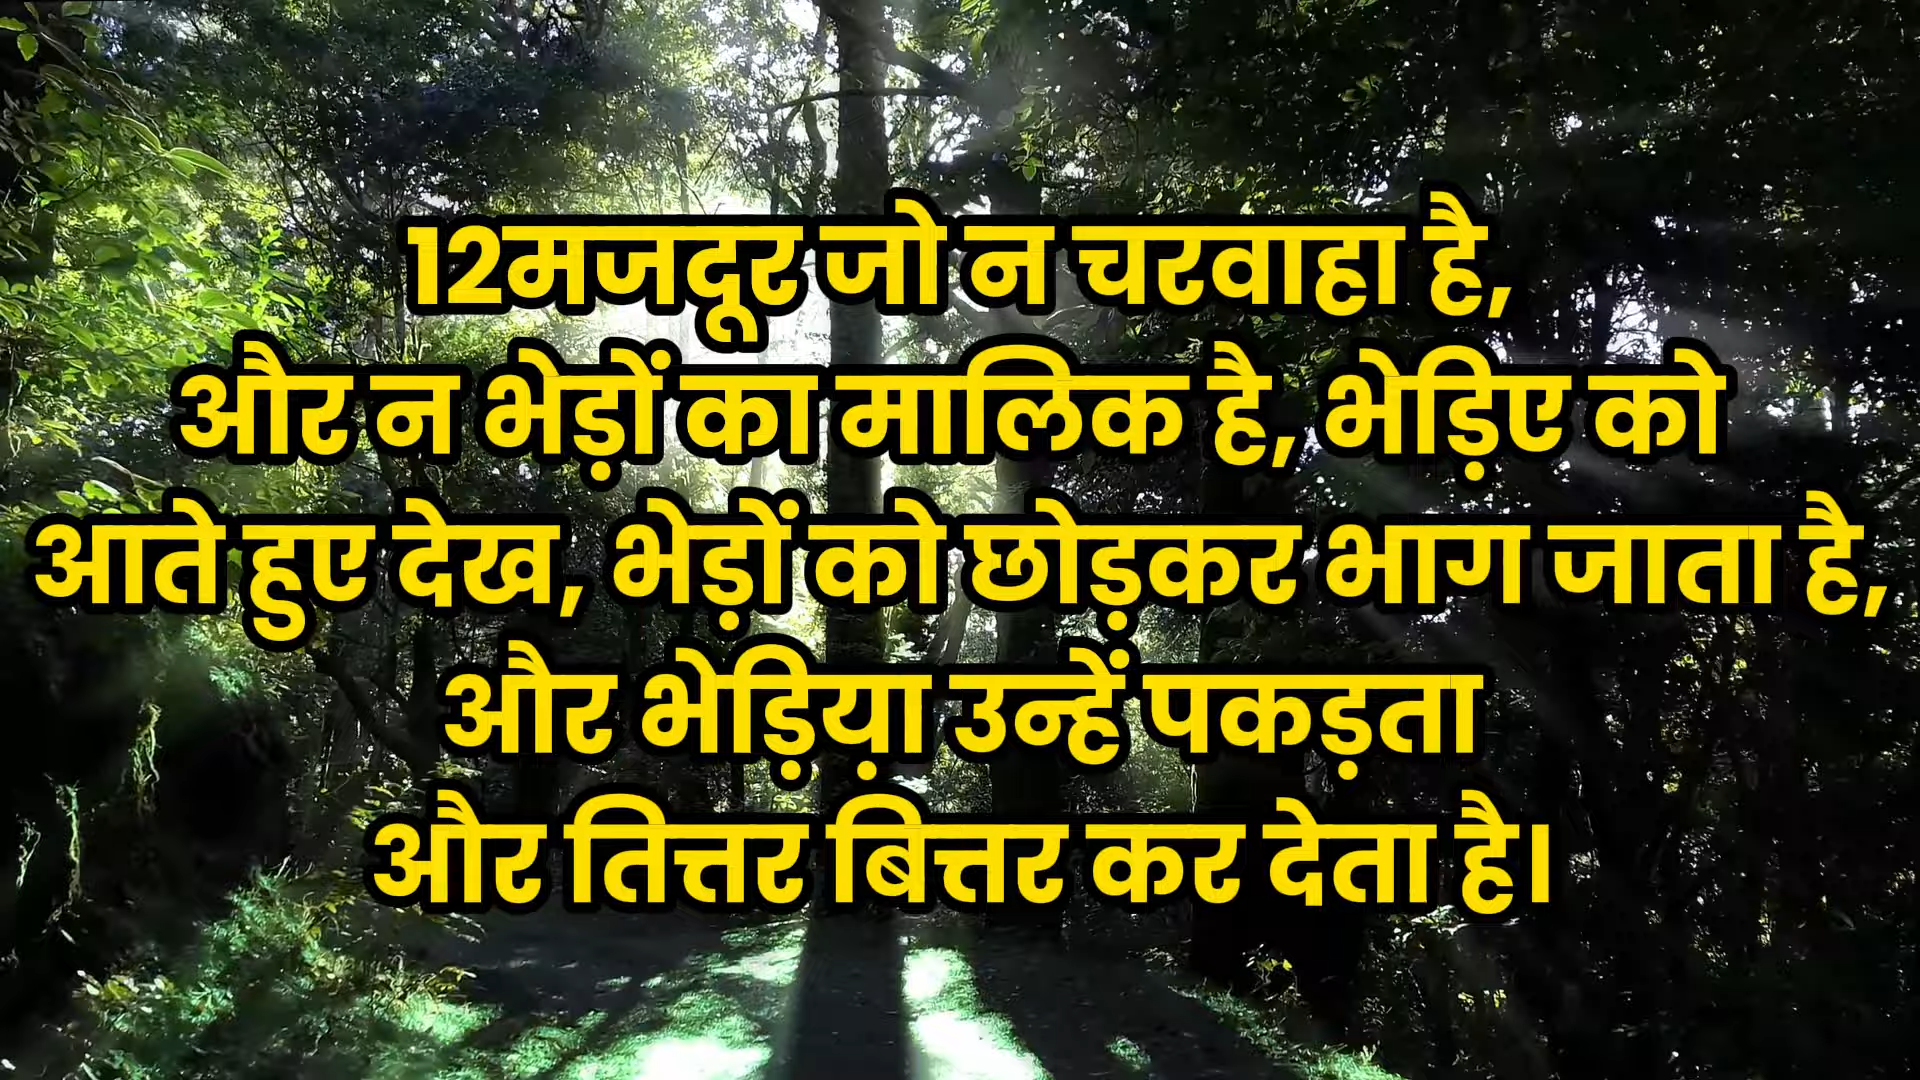 12मजदूर जो न चरवाहा है,
और न भेड़ों का मालिक है, भेड़िए को
आते हुए देख, भेड़ों को छोड़कर भाग जाता है,
और भेड़िय़ा उन्हें पकड़ता
और तित्तर बित्तर कर देता है।